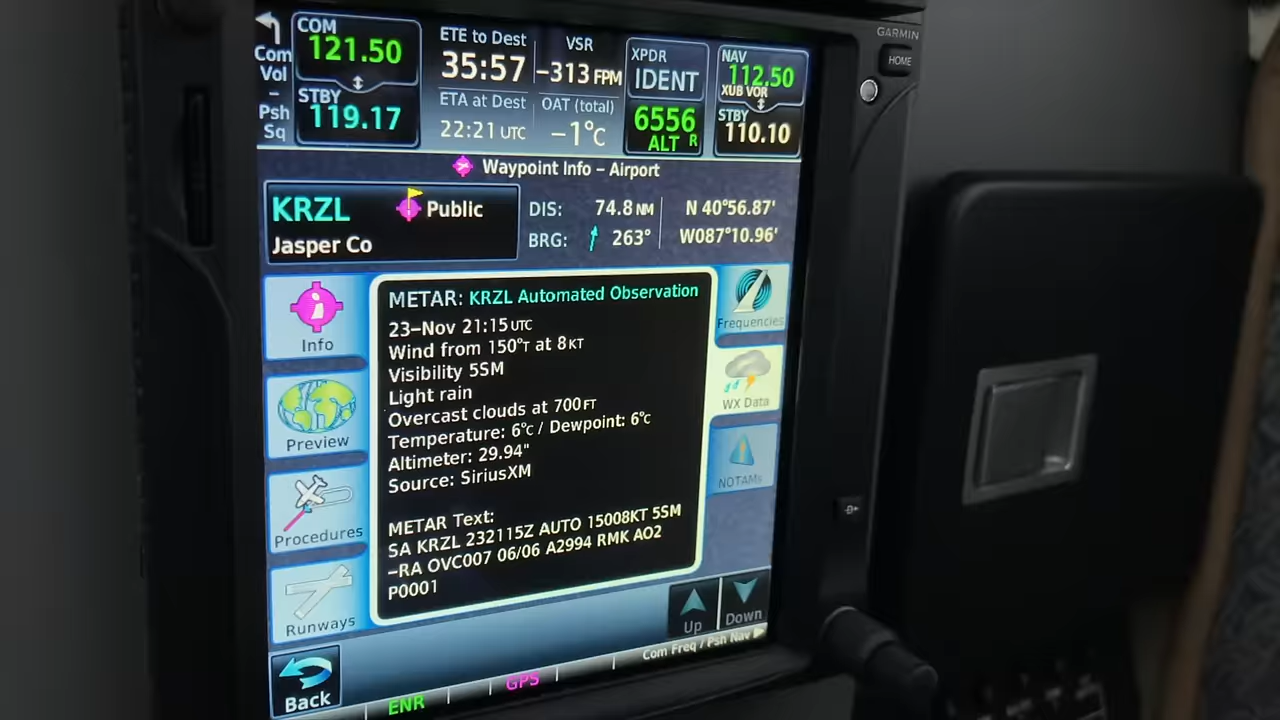 GARMIN
HOME
Com
Vol
–
Psh
Sq
COM
121.50
STBY
119.17
ETE to Dest
35:57
VSR
–313 FPM
ETA at Dest
22:21 UTC
OAT (total)
–1°C
XPDR
IDENT
6556
ALT R
NAV
112.50
XUB VOR
STBY
110.10
Waypoint Info – Airport
KRZL
Public
Jasper Co
DIS: 74.8 NM
BRG: 263°
N 40°56.87'
W087°10.96'
Info
Preview
Procedures
Runways
METAR: KRZL Automated Observation
23–Nov 21:15 UTC
Wind from 150°T at 8KT
Visibility 5SM
Light rain
Overcast clouds at 700FT
Temperature: 6°C / Dewpoint: 6°C
Altimeter: 29.94"
Source: SiriusXM
METAR Text:
SA KRZL 232115Z AUTO 15008KT 5SM
–RA OVC007 06/06 A2994 RMK AO2
P0001
Frequencies
WX Data
NOTAMs
Up
Down
Back
ENR
GPS
Com Freq / Psh Nav